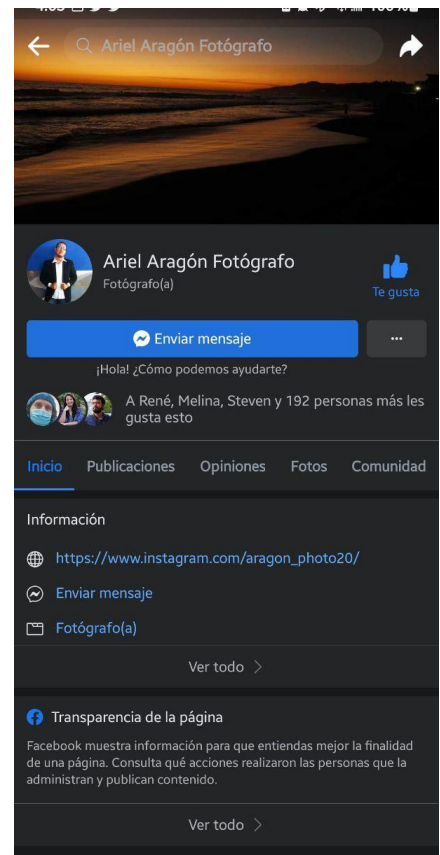 100%
Ariel Aragón Fotógrafo
Ariel Aragón Fotógrafo
Fotógrafo(a)
Te gusta
Enviar mensaje
...
¡Hola! ¿Cómo podemos ayudarte?
A René, Melina, Steven y 192 personas más les
gusta esto
Inicio Publicaciones Opiniones Fotos Comunidad
Información
https://www.instagram.com/aragon_photo20/
Enviar mensaje
Fotógrafo(a)
Ver todo >
Transparencia de la página
Facebook muestra información para que entiendas mejor la finalidad
de una página. Consulta qué acciones realizaron las personas que la
administran y publican contenido.
Ver todo >